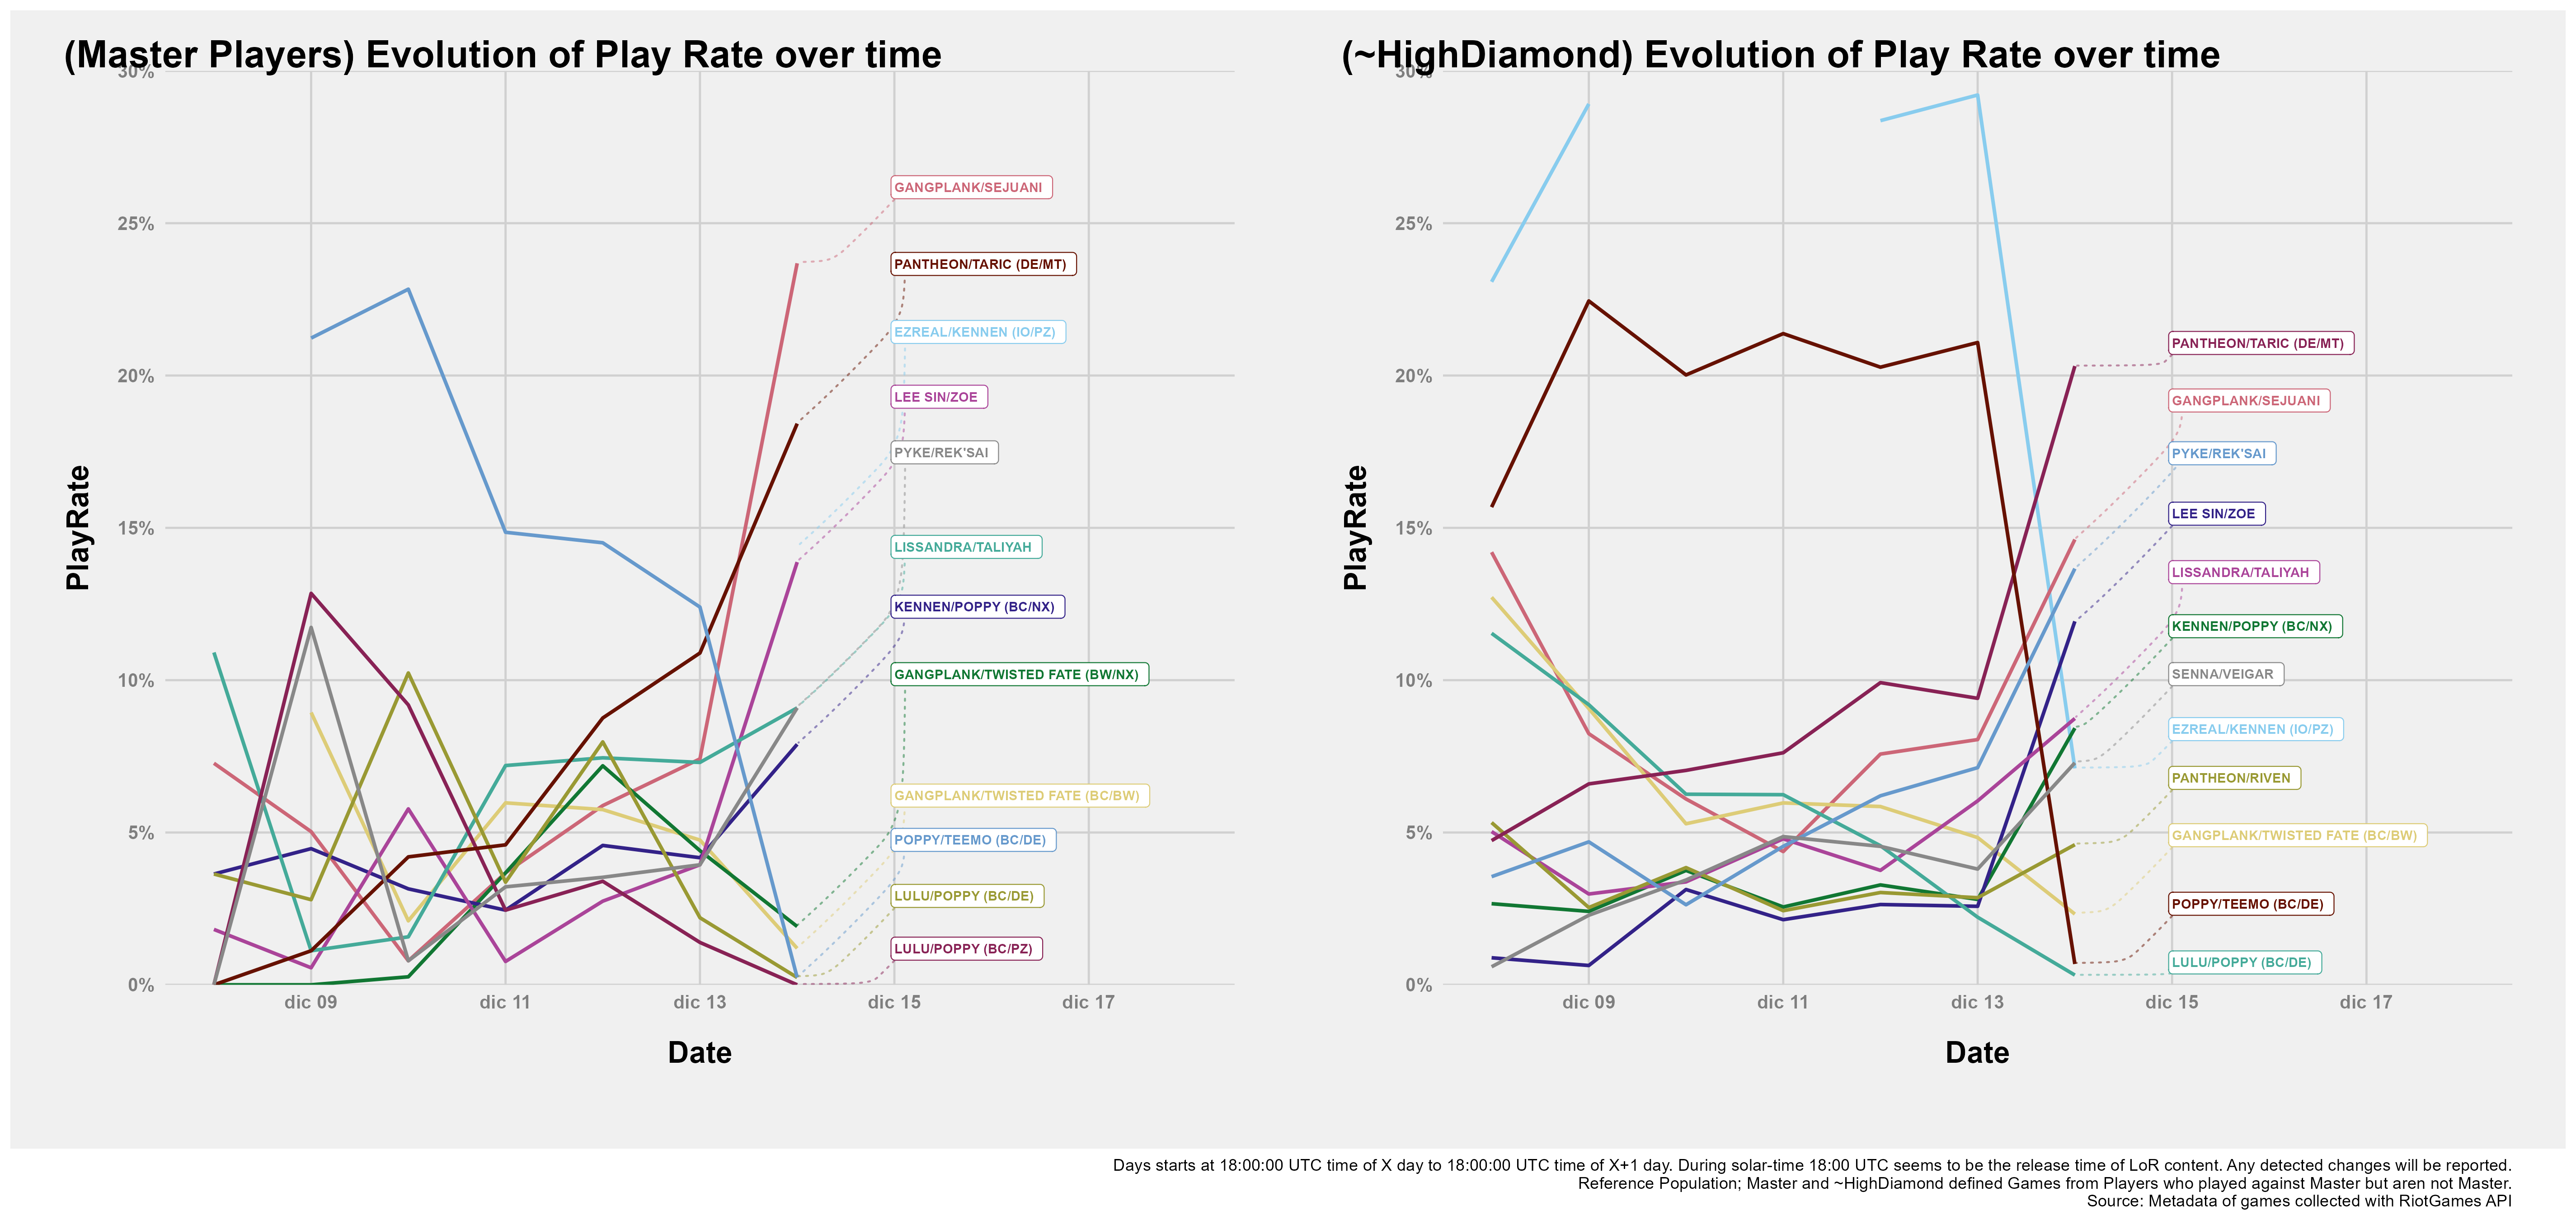 (Master Players) Evolution of Play Rate over time
30%
25%
20%
15%
10%
5%
0%
PlayRate
dic 09
dic 11
dic 13
dic 15
dic 17
Date
GANGPLANK/SEJUANI
PANTHEON/TARIC (DE/MT)
EZREAL/KENNEN (IO/PZ)
LEE SIN/ZOE
PYKE/REK'SAI
LISSANDRA/TALIYAH
KENNEN/POPPY (BC/NX)
GANGPLANK/TWISTED FATE (BW/NX)
GANGPLANK/TWISTED FATE (BC/BW)
POPPY/TEEMO (BC/DE)
LULU/POPPY (BC/DE)
LULU/POPPY (BC/PZ)
(~HighDiamond) Evolution of Play Rate over time
30%
25%
20%
15%
10%
5%
0%
PlayRate
dic 09
dic 11
dic 13
dic 15
dic 17
Date
PANTHEON/TARIC (DE/MT)
GANGPLANK/SEJUANI
PYKE/REK'SAI
LEE SIN/ZOE
LISSANDRA/TALIYAH
KENNEN/POPPY (BC/NX)
SENNA/VEIGAR
EZREAL/KENNEN (IO/PZ)
PANTHEON/RIVEN
GANGPLANK/TWISTED FATE (BC/BW)
POPPY/TEEMO (BC/DE)
LULU/POPPY (BC/DE)
Days starts at 18:00:00 UTC time of X day to 18:00:00 UTC time of X+1 day. During solar-time 18:00 UTC seems to be the release time of LoR content. Any detected changes will be reported.
Reference Population; Master and ~HighDiamond defined Games from Players who played against Master but aren not Master.
Source: Metadata of games collected with RiotGames API